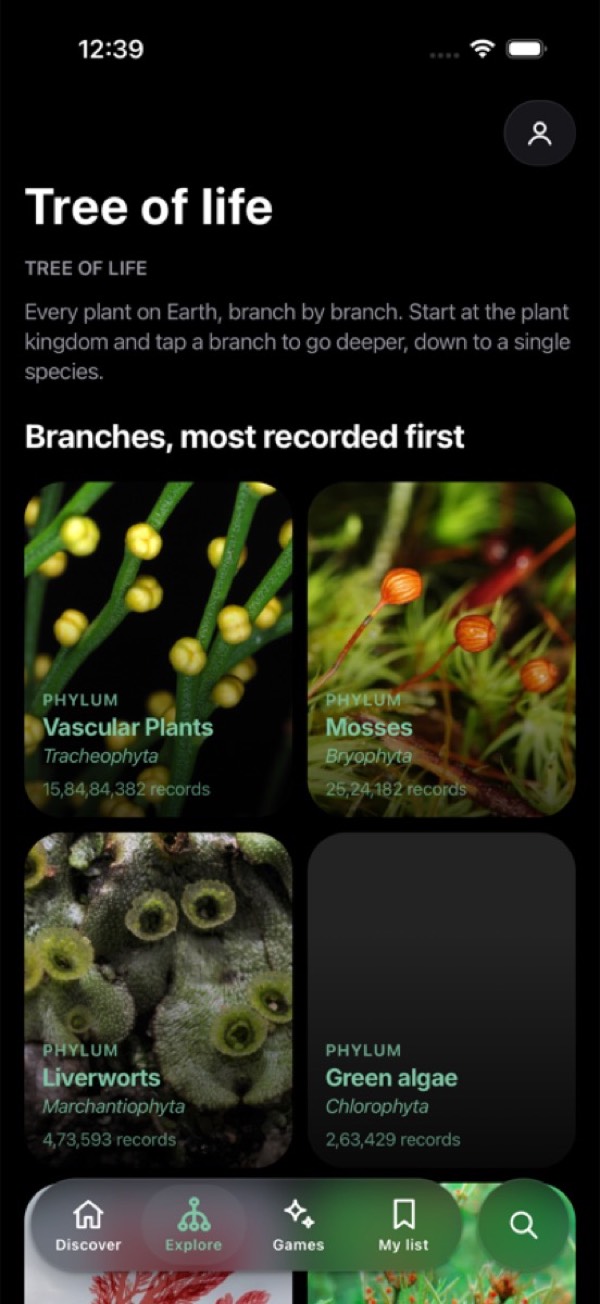 12:39
Tree of life
TREE OF LIFE
Every plant on Earth, branch by branch. Start at the plant
kingdom and tap a branch to go deeper, down to a single
species.
Branches, most recorded first
PHYLUM
Vascular Plants
Tracheophyta
15,84,84,382 records
PHYLUM
Mosses
Bryophyta
25,24,182 records
PHYLUM
Liverworts
Marchantiophyta
4,73,593 records
PHYLUM
Green algae
Chlorophyta
2,63,429 records
Discover
Explore
Games
My list